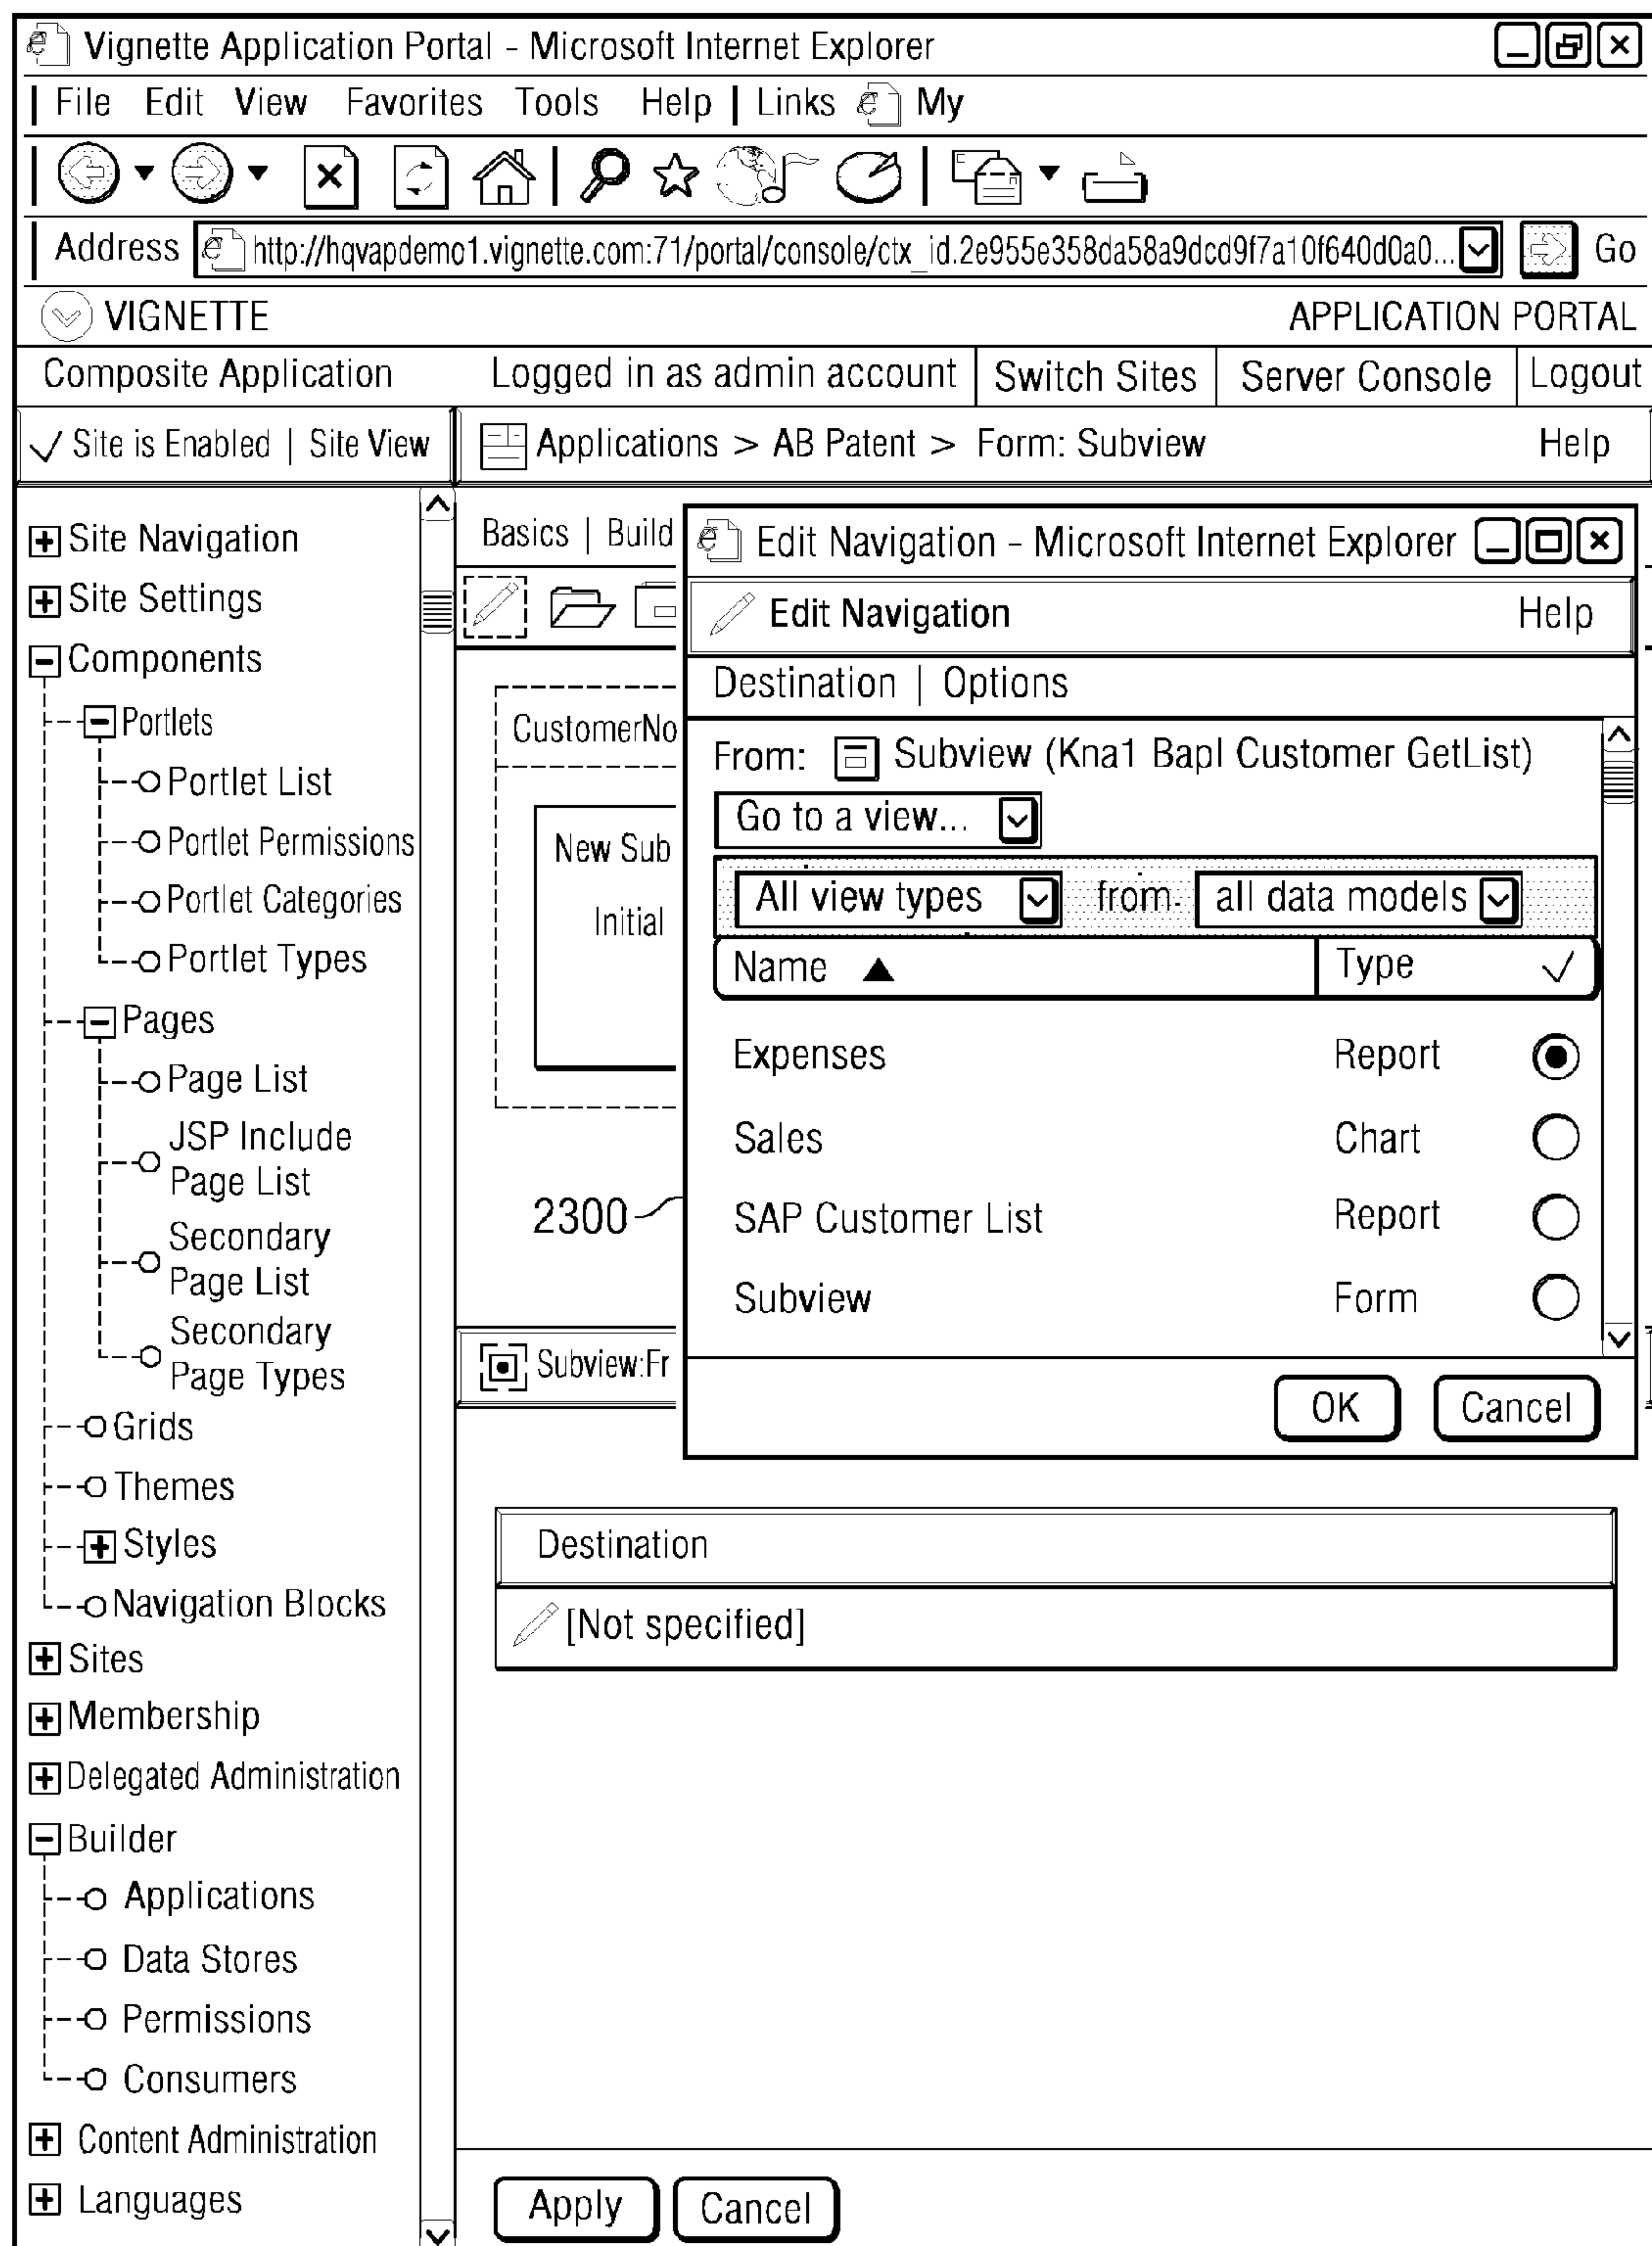 Vignette Application Portal - Microsoft Internet Explorer
File Edit View Favorites Tools Help | Links My
Address http://hqvapdemo1.vignette.com:71/portal/console/ctx_id.2e955e358da58a9dcd9f7a10f640d0a0... Go
VIGNETTE APPLICATION PORTAL
Composite Application Logged in as admin account Switch Sites Server Console Logout
Site is Enabled | Site View Applications > AB Patent > Form: Subview Help
Site Navigation
Site Settings
Components
Portlets
Portlet List
Portlet Permissions
Portlet Categories
Portlet Types
Pages
Page List
JSP Include
Page List
Secondary
Page List
Secondary
Page Types
Grids
Themes
Styles
Navigation Blocks
Sites
Membership
Delegated Administration
Builder
Applications
Data Stores
Permissions
Consumers
Content Administration
Languages
Basics | Build
CustomerNo
New Sub
Initial
2300
Subview:Fr
Edit Navigation - Microsoft Internet Explorer
Edit Navigation Help
Destination | Options
From: Subview (Kna1 Bapl Customer GetList)
Go to a view...
All view types from all data models
Name Type
Expenses Report
Sales Chart
SAP Customer List Report
Subview Form
OK Cancel
Destination
[Not specified]
Apply Cancel